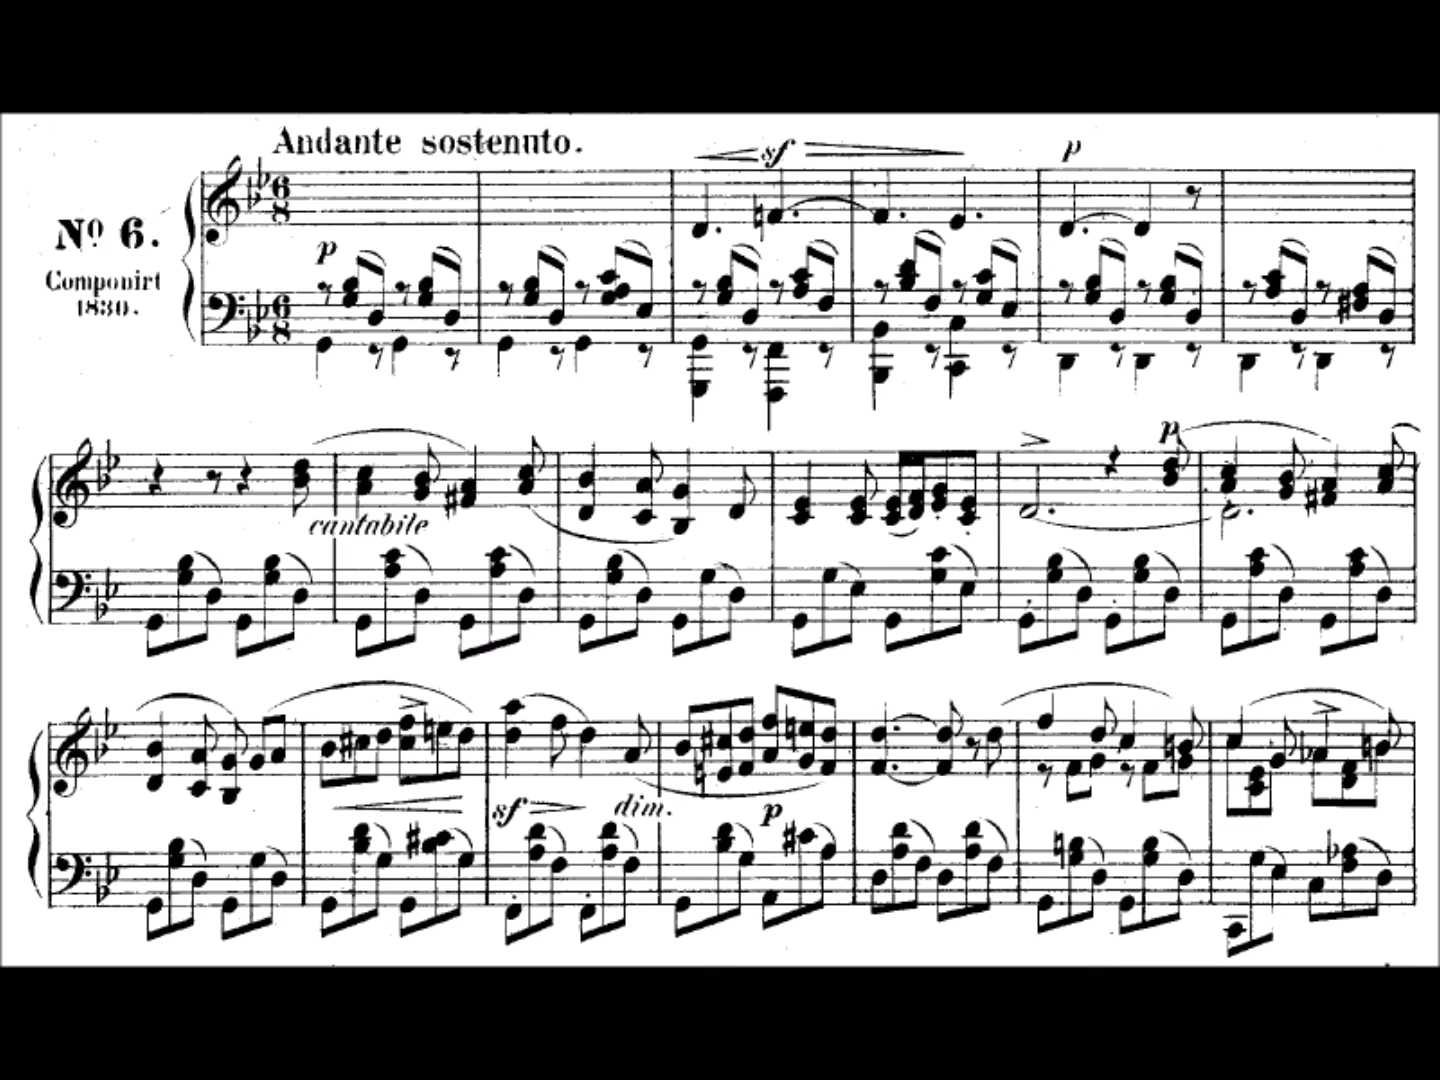 Andante sostenuto.
Nº 6.
Componirt
1830.
sf
p
p
p
cantabile
sf
dim.
p